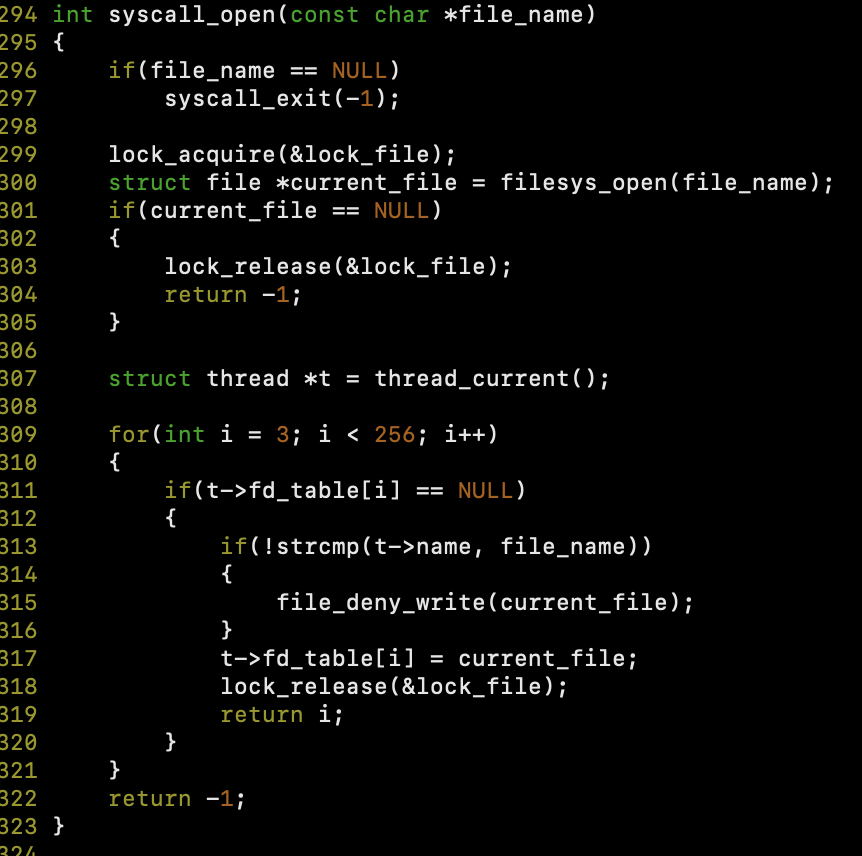 294 int syscall_open(const char *file_name)
295 {
296     if(file_name == NULL)
297         syscall_exit(-1);
298
299     lock_acquire(&lock_file);
300     struct file *current_file = filesys_open(file_name);
301     if(current_file == NULL)
302     {
303         lock_release(&lock_file);
304         return -1;
305     }
306
307     struct thread *t = thread_current();
308
309     for(int i = 3; i < 256; i++)
310     {
311         if(t->fd_table[i] == NULL)
312         {
313             if(!strcmp(t->name, file_name))
314             {
315                 file_deny_write(current_file);
316             }
317             t->fd_table[i] = current_file;
318             lock_release(&lock_file);
319             return i;
320         }
321     }
322     return -1;
323 }
324